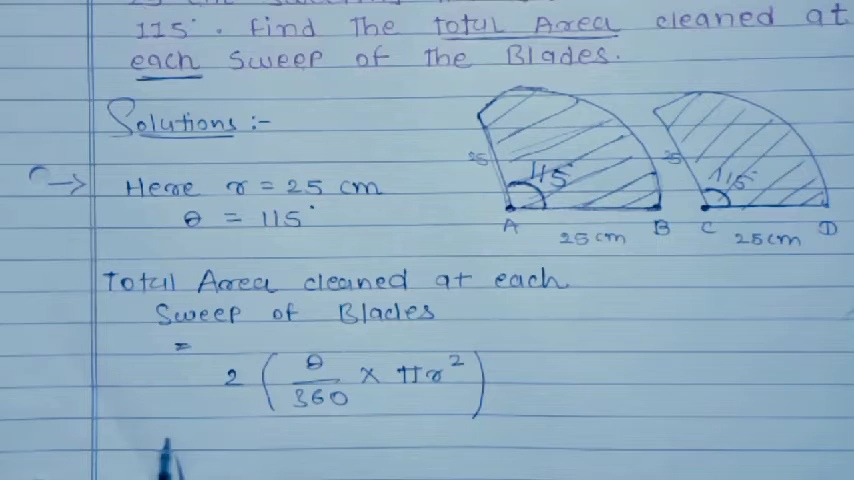 115°. Find The Total Area cleaned at
each Sweep of The Blades.
Solutions :-
Here r = 25 cm
θ = 115°
25
115°
A
25 cm
B
25
115°
C
25cm
D
Total Area cleaned at each
Sweep of Blades
=
2 ( θ/360 × πr² )